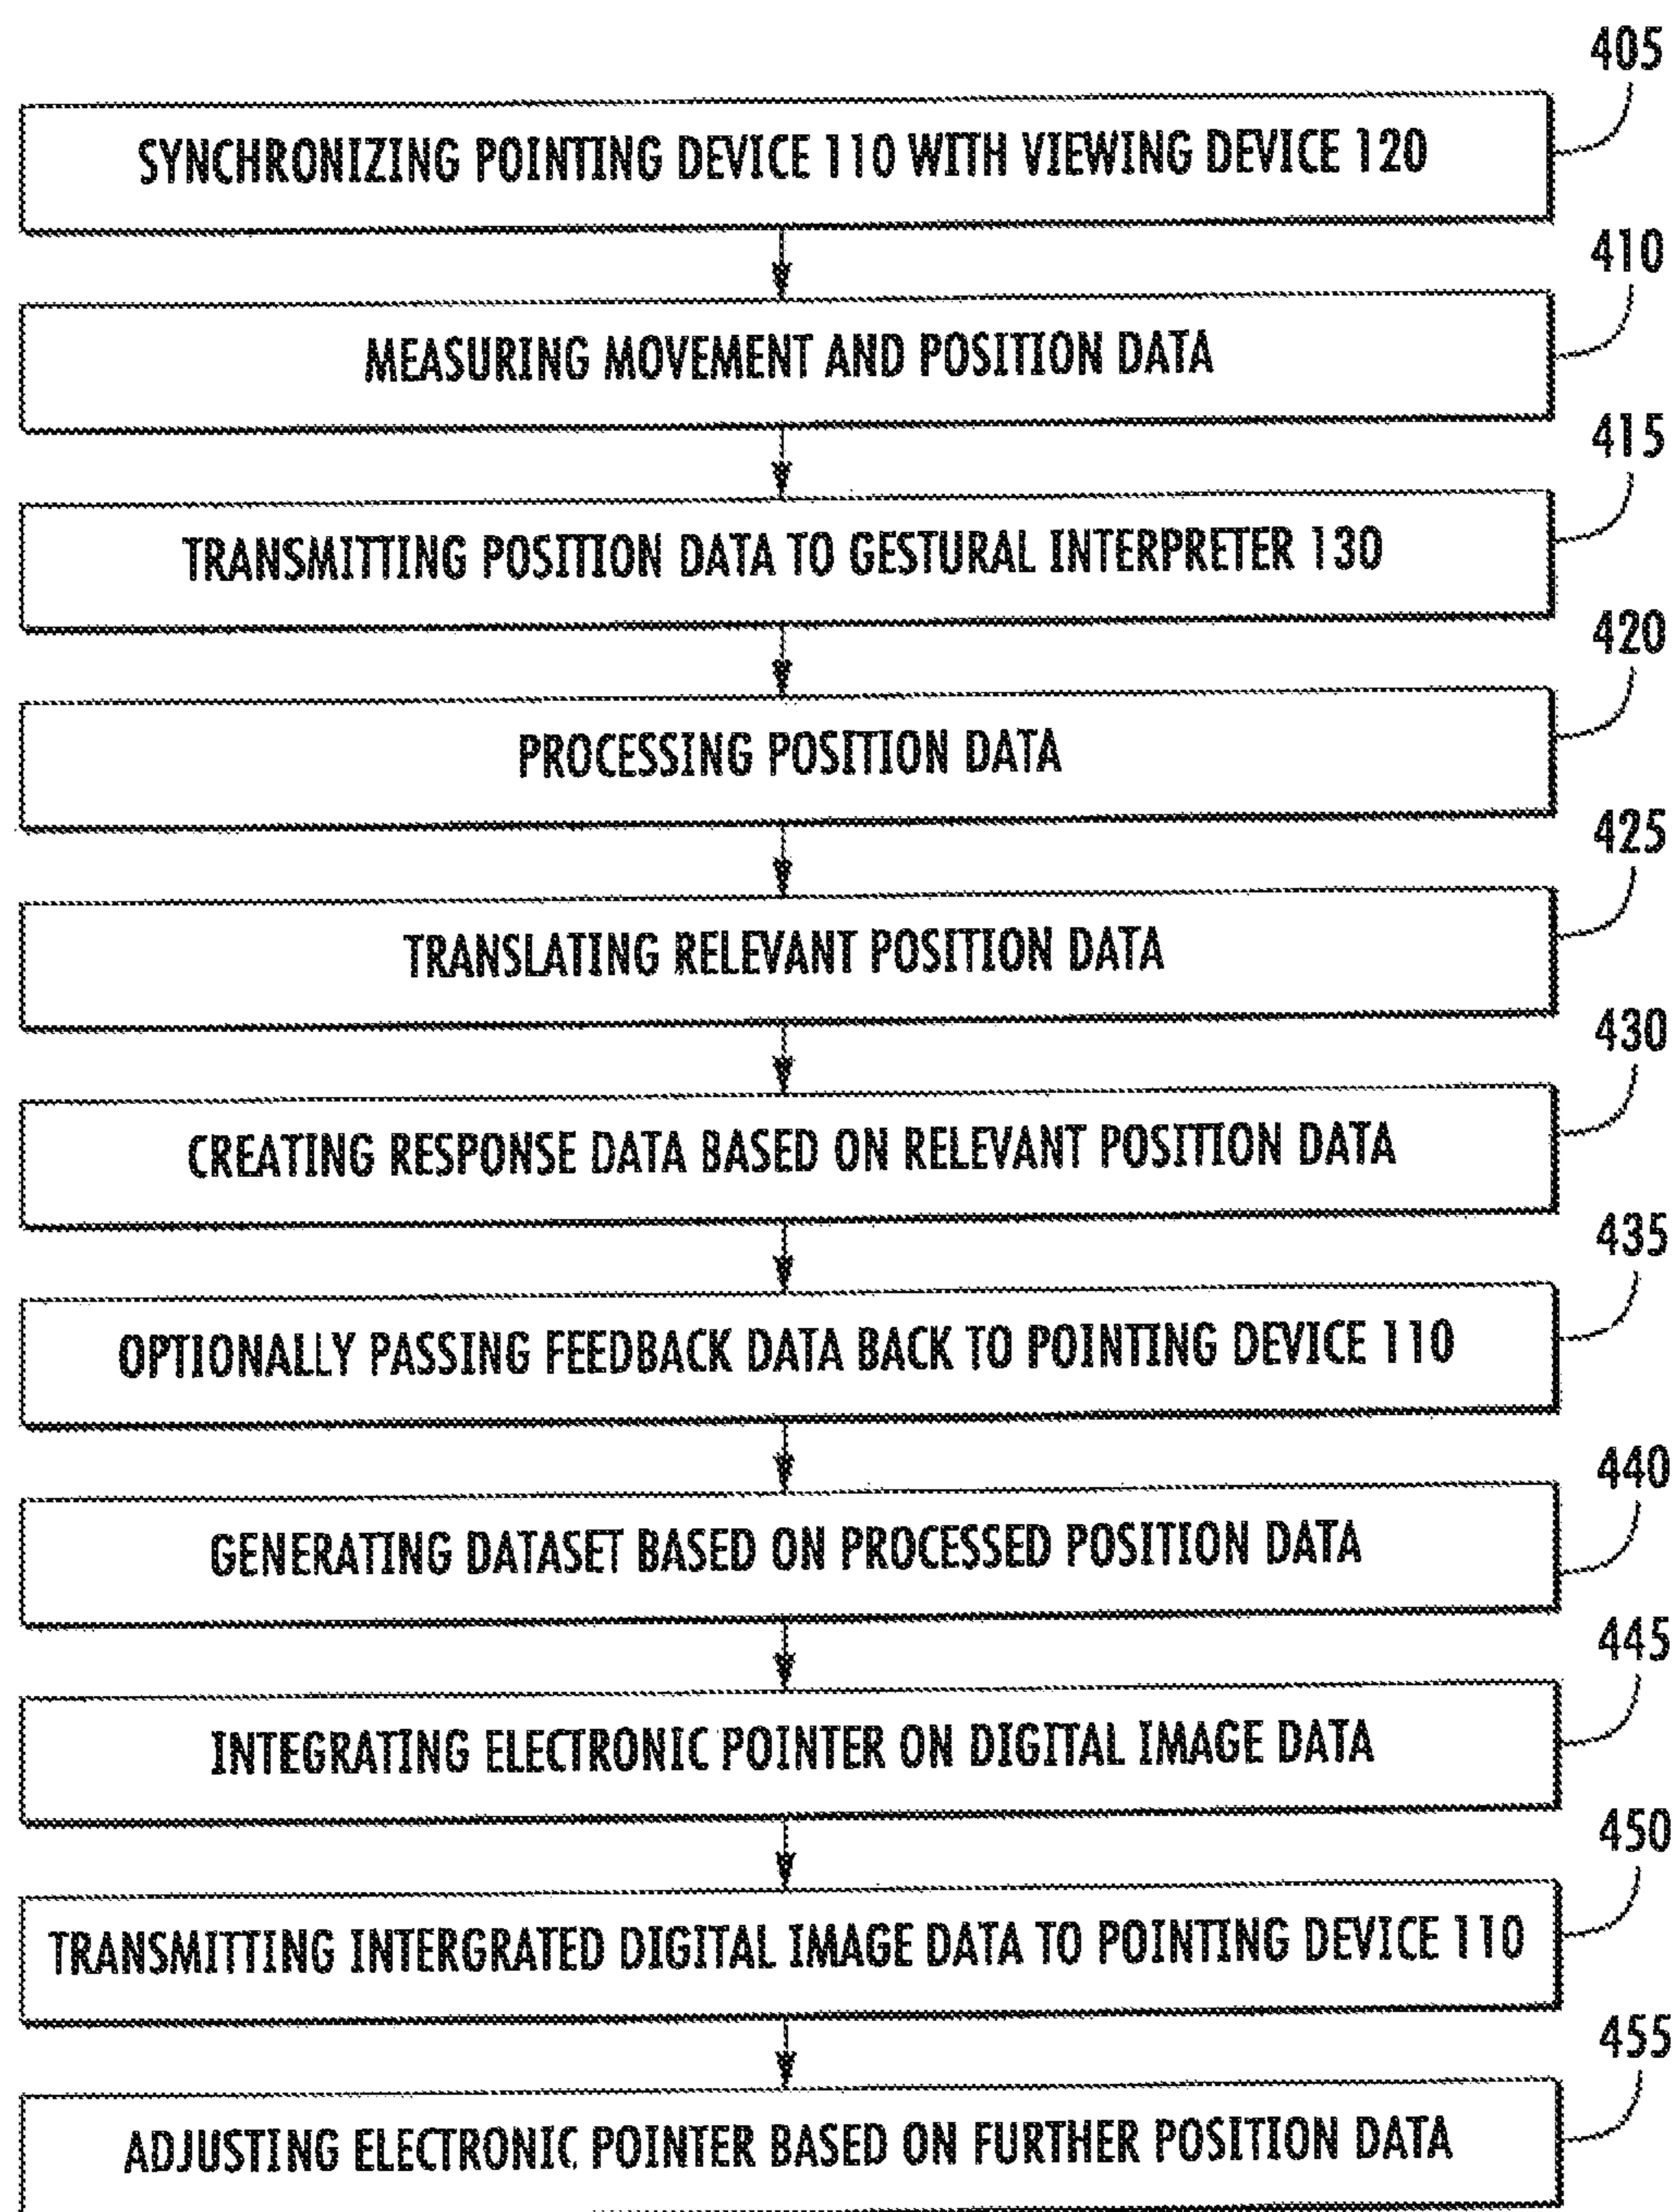 405
SYNCHRONIZING POINTING DEVICE 110 WITH VIEWING DEVICE 120
410
MEASURING MOVEMENT AND POSITION DATA
415
TRANSMITTING POSITION DATA TO GESTURAL INTERPRETER 130
420
PROCESSING POSITION DATA
425
TRANSLATING RELEVANT POSITION DATA
430
CREATING RESPONSE DATA BASED ON RELEVANT POSITION DATA
435
OPTIONALLY PASSING FEEDBACK DATA BACK TO POINTING DEVICE 110
440
GENERATING DATASET BASED ON PROCESSED POSITION DATA
445
INTEGRATING ELECTRONIC POINTER ON DIGITAL IMAGE DATA
450
TRANSMITTING INTERGRATED DIGITAL IMAGE DATA TO POINTING DEVICE 110
455
ADJUSTING ELECTRONIC POINTER BASED ON FURTHER POSITION DATA